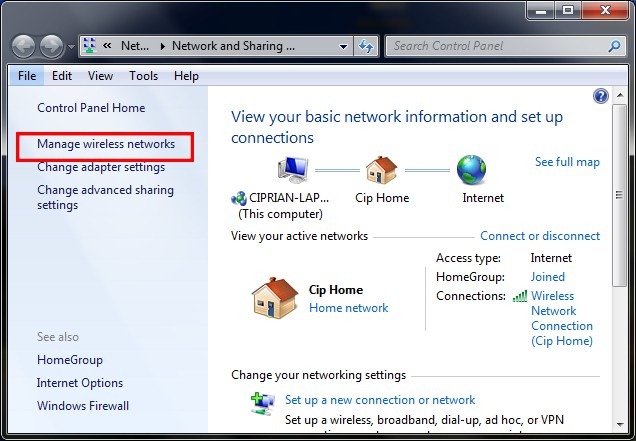 « Net... ▸ Network and Sharing ...
Search Control Panel
File Edit View Tools Help
Control Panel Home
Manage wireless networks
Change adapter settings
Change advanced sharing
settings
See also
HomeGroup
Internet Options
Windows Firewall
View your basic network information and set up
connections
See full map
CIPRIAN-LAP... Cip Home Internet
(This computer)
View your active networks Connect or disconnect
Cip Home
Home network
Access type: Internet
HomeGroup: Joined
Connections: Wireless
Network
Connection
(Cip Home)
Change your networking settings
Set up a new connection or network
Set up a wireless, broadband, dial-up, ad hoc, or VPN